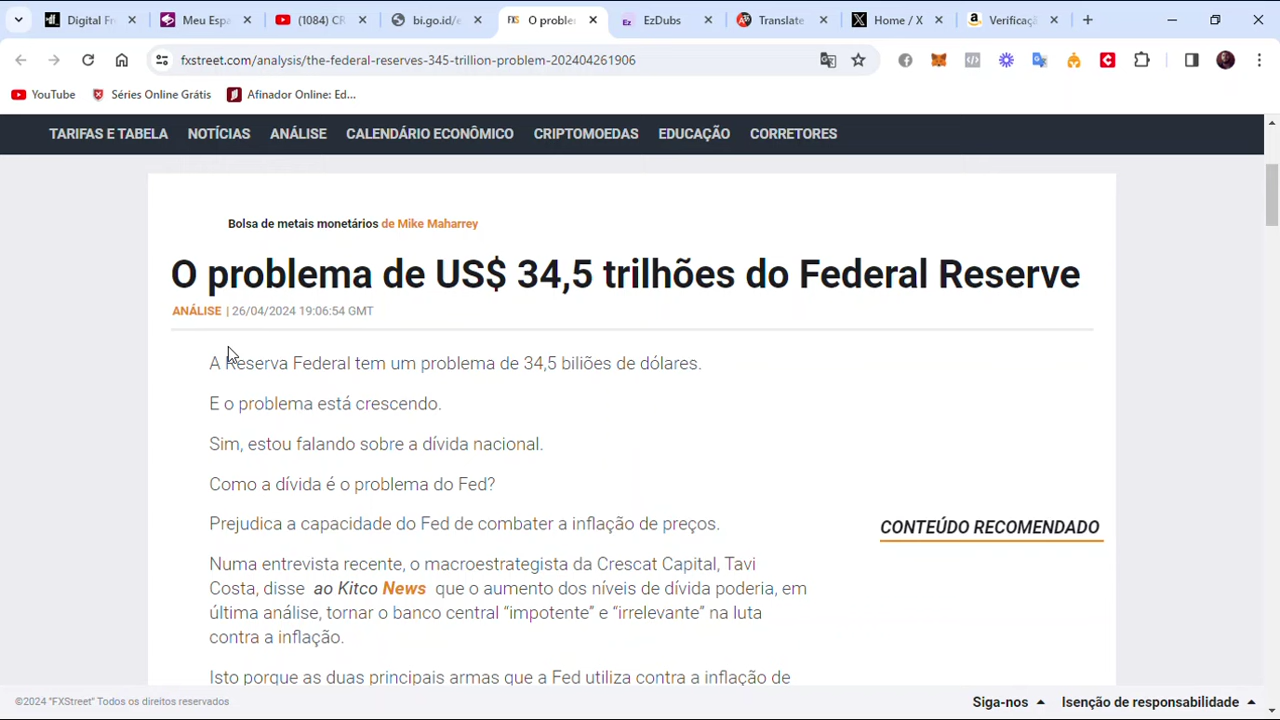 Digital Fr
Meu Espa
(1084) CR
bi.go.id/e
FXS
O problem
Ez
EzDubs
Translate
Home / X
Verificaçã
fxstreet.com/analysis/the-federal-reserves-345-trillion-problem-202404261906
YouTube
Séries Online Grátis
Afinador Online: Ed...
TARIFAS E TABELA
NOTÍCIAS
ANÁLISE
CALENDÁRIO ECONÔMICO
CRIPTOMOEDAS
EDUCAÇÃO
CORRETORES
Bolsa de metais monetários de Mike Maharrey
O problema de US$ 34,5 trilhões do Federal Reserve
ANÁLISE | 26/04/2024 19:06:54 GMT
A Reserva Federal tem um problema de 34,5 biliões de dólares.
E o problema está crescendo.
Sim, estou falando sobre a dívida nacional.
Como a dívida é o problema do Fed?
Prejudica a capacidade do Fed de combater a inflação de preços.
CONTEÚDO RECOMENDADO
Numa entrevista recente, o macroestrategista da Crescat Capital, Tavi
Costa, disse ao Kitco News que o aumento dos níveis de dívida poderia, em
última análise, tornar o banco central “impotente” e “irrelevante” na luta
contra a inflação.
Isto porque as duas principais armas que a Fed utiliza contra a inflação de
©2024 "FXStreet" Todos os direitos reservados
Siga-nos
Isenção de responsabilidade